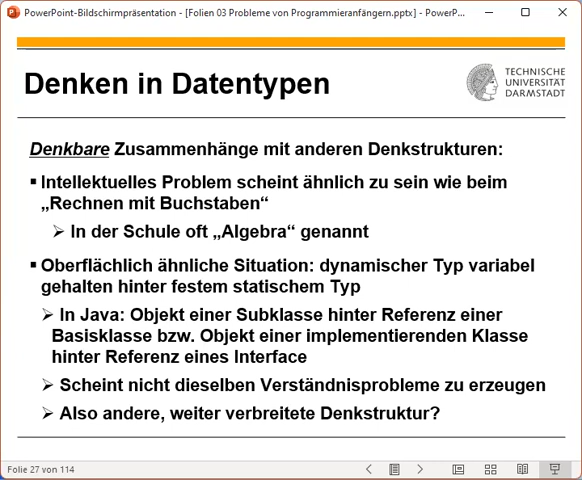 PowerPoint-Bildschirmpräsentation - [Folien 03 Probleme von Programmieranfängern.pptx] - PowerP...
Denken in Datentypen
TECHNISCHE
UNIVERSITÄT
DARMSTADT
Denkbare Zusammenhänge mit anderen Denkstrukturen:
▪ Intellektuelles Problem scheint ähnlich zu sein wie beim
„Rechnen mit Buchstaben“
➢ In der Schule oft „Algebra“ genannt
▪ Oberflächlich ähnliche Situation: dynamischer Typ variabel
gehalten hinter festem statischem Typ
➢ In Java: Objekt einer Subklasse hinter Referenz einer
Basisklasse bzw. Objekt einer implementierenden Klasse
hinter Referenz eines Interface
➢ Scheint nicht dieselben Verständnisprobleme zu erzeugen
➢ Also andere, weiter verbreitete Denkstruktur?
Folie 27 von 114